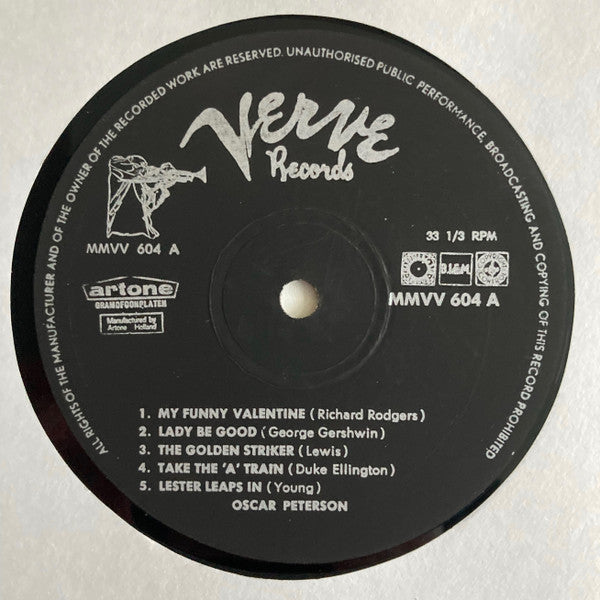 ALL RIGHTS OF THE MANUFACTURER AND OF THE OWNER OF THE RECORDED WORK ARE RESERVED. UNAUTHORISED PUBLIC PERFORMANCE, BROADCASTING AND COPYING OF THIS RECORD PROHIBITED
Verve
Records
MMVV 604 A
33 1/3 RPM
artone
GRAMOFOONPLATEN
Manufactured by
Artone Holland
B.I.E.M.
MMVV 604 A
1. MY FUNNY VALENTINE (Richard Rodgers)
2. LADY BE GOOD (George Gershwin)
3. THE GOLDEN STRIKER (Lewis)
4. TAKE THE 'A' TRAIN (Duke Ellington)
5. LESTER LEAPS IN (Young)
OSCAR PETERSON